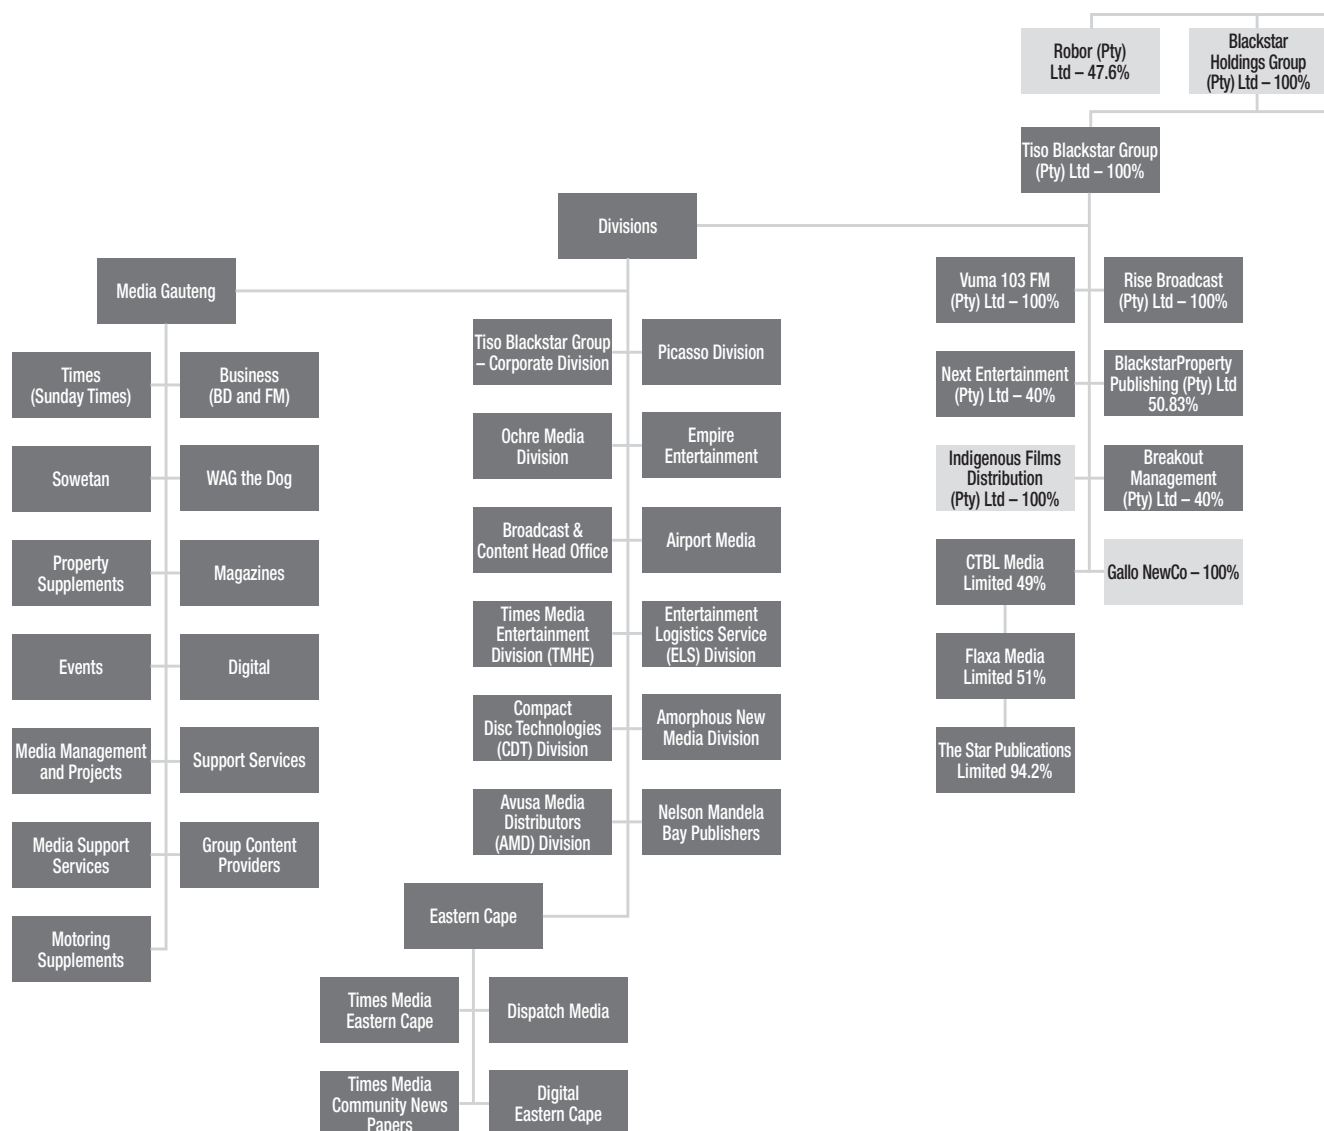 Robor (Pty)
Ltd – 47.6%
Blackstar
Holdings Group
(Pty) Ltd – 100%
Tiso Blackstar Group
(Pty) Ltd – 100%
Divisions
Media Gauteng
Times
(Sunday Times)
Business
(BD and FM)
Sowetan
WAG the Dog
Property
Supplements
Magazines
Events
Digital
Media Management
and Projects
Support Services
Media Support
Services
Group Content
Providers
Motoring
Supplements
Tiso Blackstar Group
– Corporate Division
Picasso Division
Ochre Media
Division
Empire
Entertainment
Broadcast &
Content Head Office
Airport Media
Times Media
Entertainment
Division (TMHE)
Entertainment
Logistics Service
(ELS) Division
Compact
Disc Technologies
(CDT) Division
Amorphous New
Media Division
Avusa Media
Distributors
(AMD) Division
Nelson Mandela
Bay Publishers
Eastern Cape
Times Media
Eastern Cape
Dispatch Media
Times Media
Community News
Papers
Digital
Eastern Cape
Vuma 103 FM
(Pty) Ltd – 100%
Rise Broadcast
(Pty) Ltd – 100%
Next Entertainment
(Pty) Ltd – 40%
BlackstarProperty
Publishing (Pty) Ltd
50.83%
Indigenous Films
Distribution
(Pty) Ltd – 100%
Breakout
Management
(Pty) Ltd – 40%
CTBL Media
Limited 49%
Gallo NewCo – 100%
Flaxa Media
Limited 51%
The Star Publications
Limited 94.2%